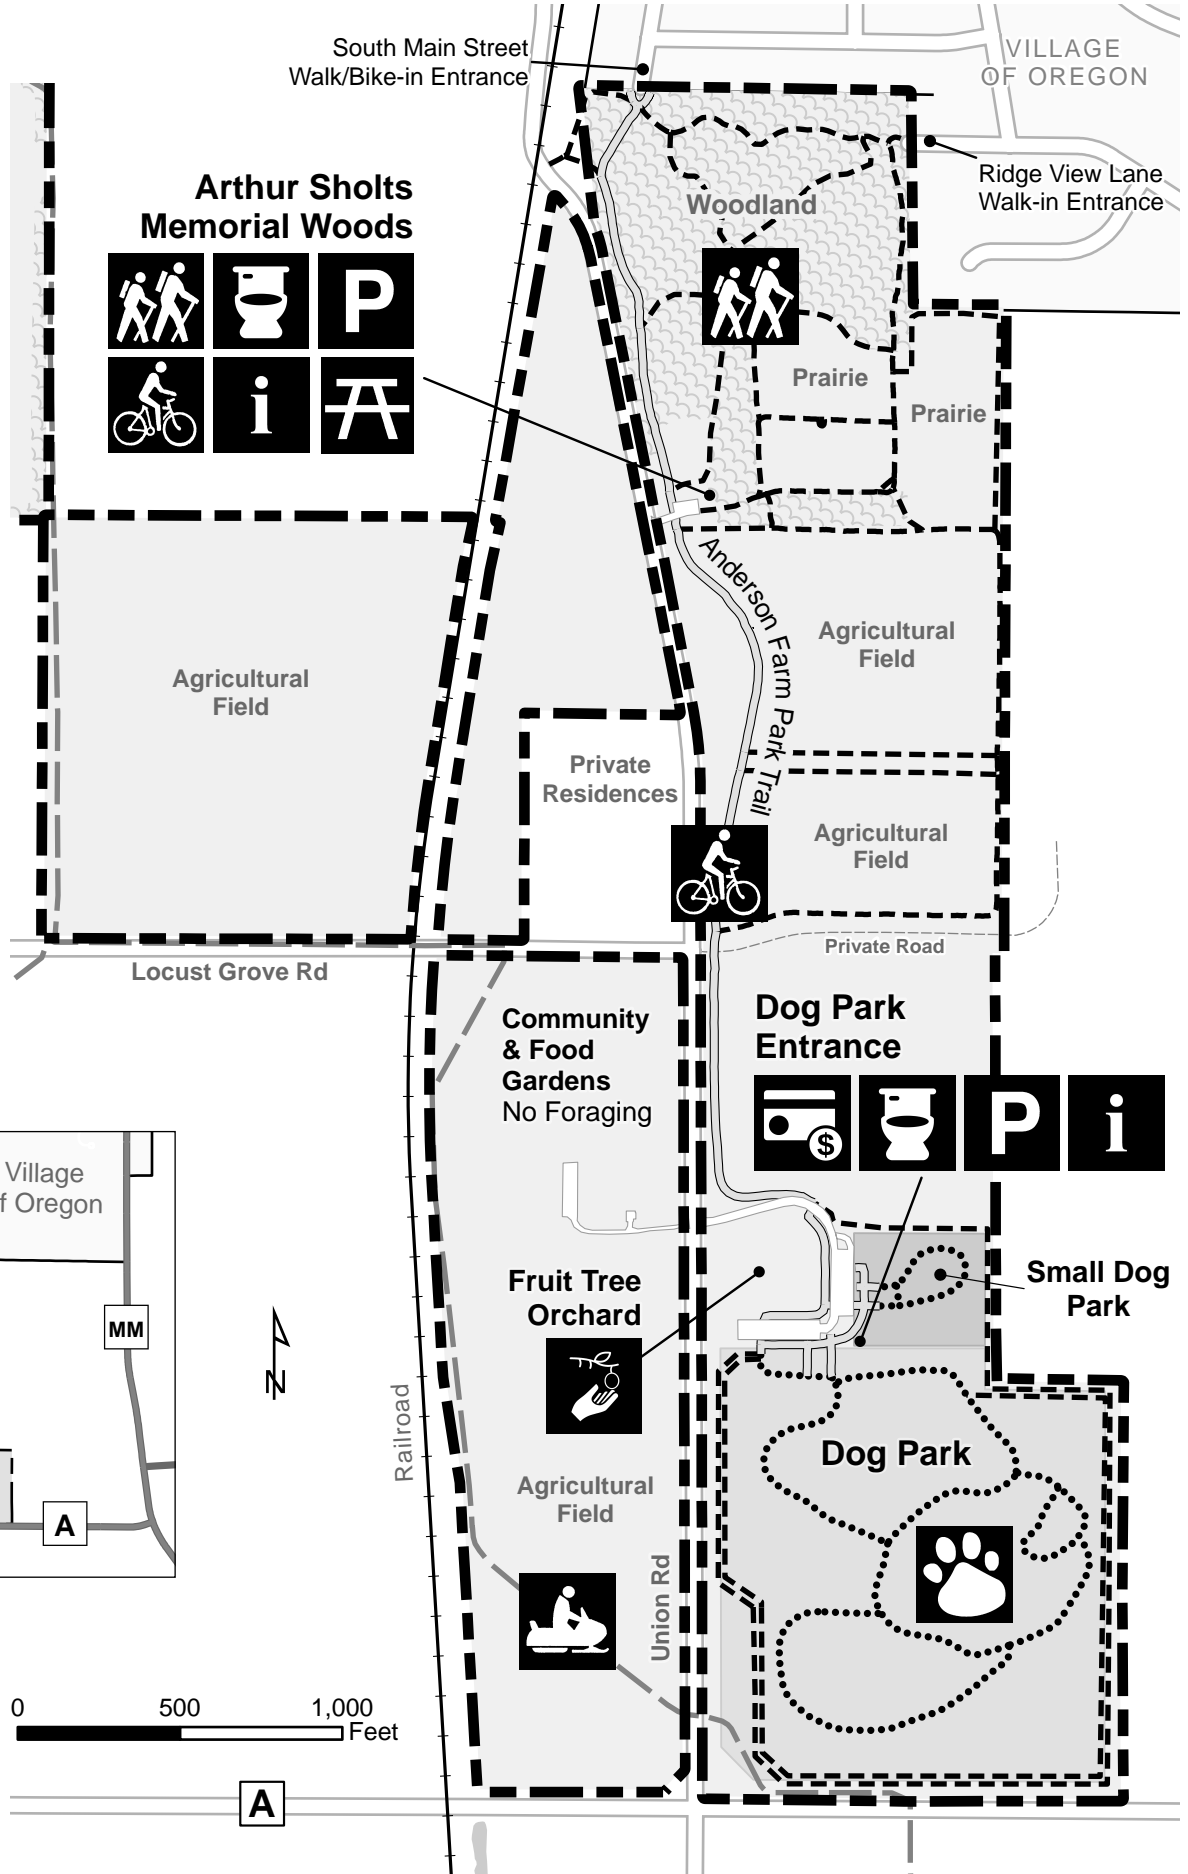 South Main Street
Walk/Bike-in Entrance
VILLAGE
OF OREGON
Ridge View Lane
Walk-in Entrance
Arthur Sholts
Memorial Woods
P
i
Woodland
Prairie
Prairie
Anderson Farm Park Trail
Agricultural
Field
Agricultural
Field
Private
Residences
Agricultural
Field
Private Road
Locust Grove Rd
Community
& Food
Gardens
No Foraging
Dog Park
Entrance
$
P
i
Village
f Oregon
MM
A
N
Fruit Tree
Orchard
Small Dog
Park
Railroad
Dog Park
Agricultural
Field
Union Rd
0 500 1,000
Feet
A